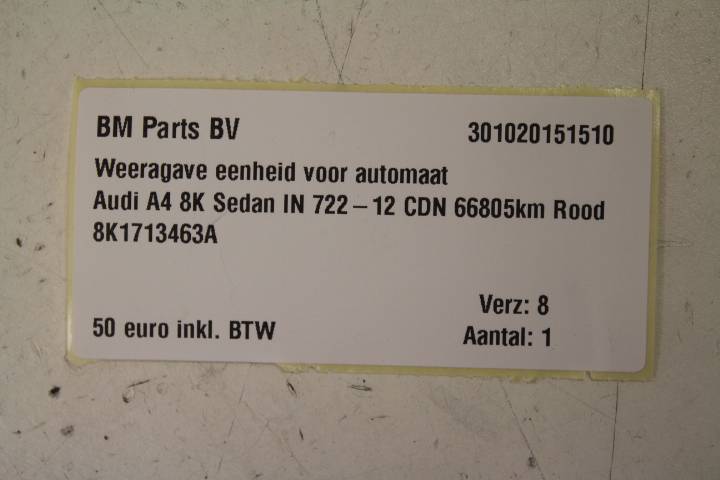 BM Parts BV 301020151510
Weeragave eenheid voor automaat
Audi A4 8K Sedan IN 722 – 12 CDN 66805km Rood
8K1713463A
Verz: 8
50 euro inkl. BTW Aantal: 1